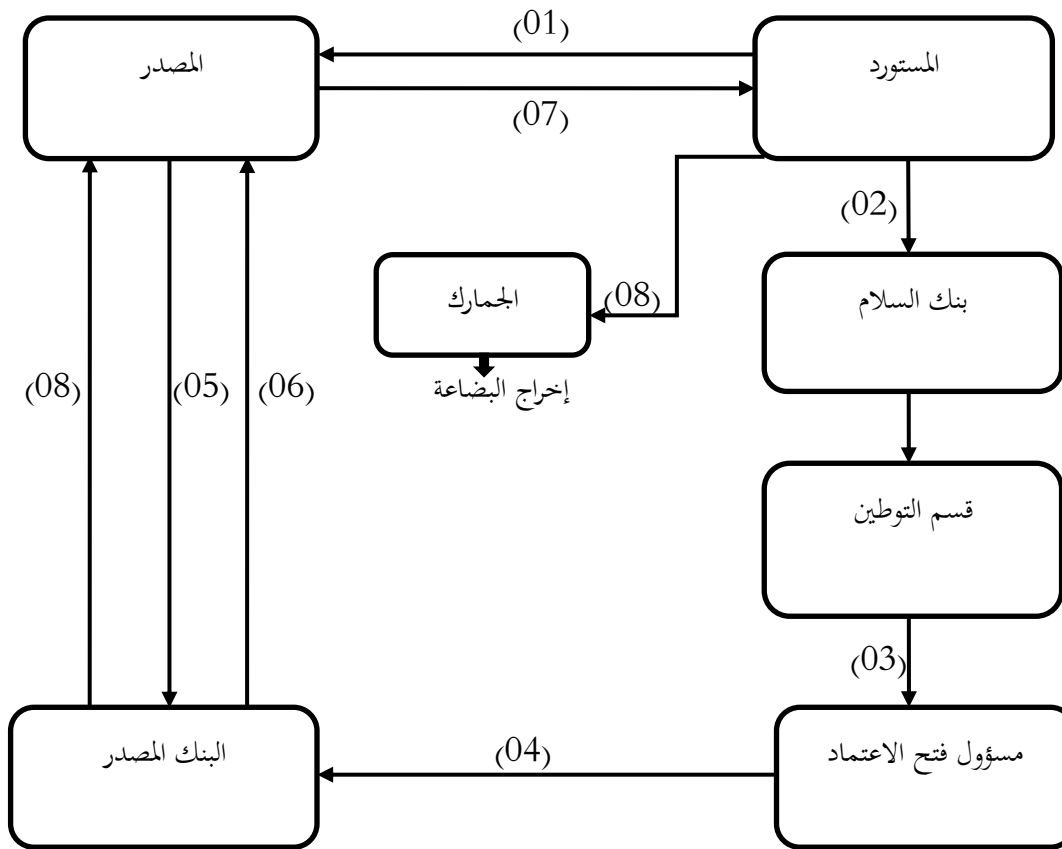 (01)
المستورد
المصدر
(07)
(02)
بنك السلام
الجمارك
(08)
إخراج البضاعة
(08)
(05)
(06)
قسم التوطين
(03)
مسؤول فتح الاعتماد
البنك المصدر
(04)